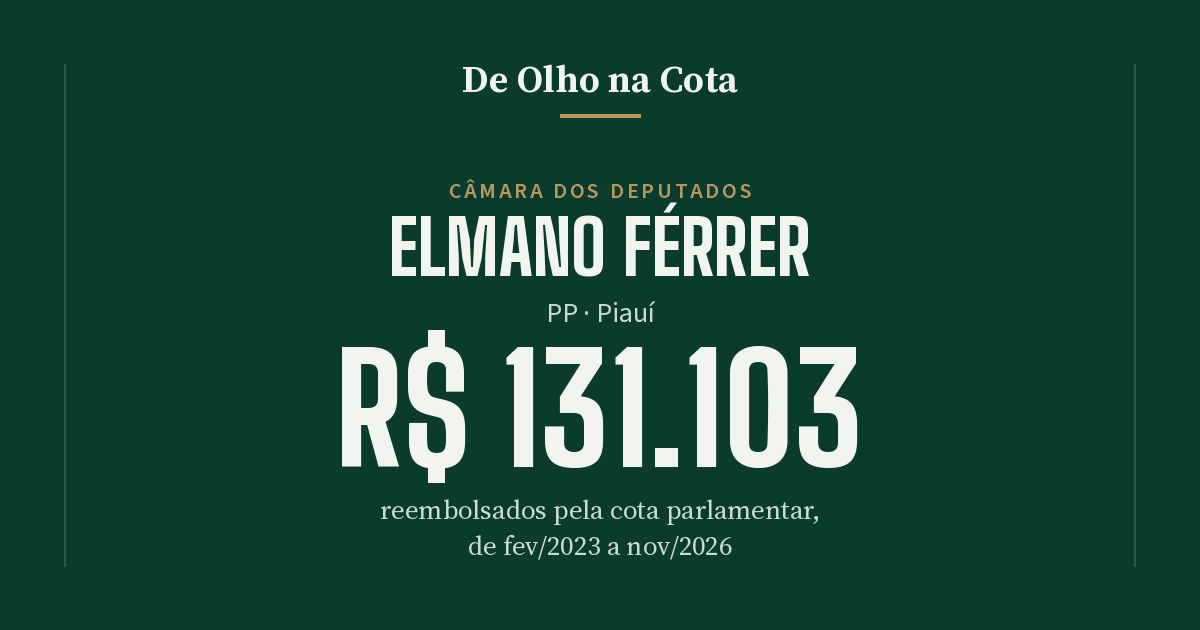 De Olho na Cota
CÂMARA DOS DEPUTADOS
ELMANO FÉRRER
PP · Piauí
R$ 131.103
reembolsados pela cota parlamentar,
de fev/2023 a nov/2026